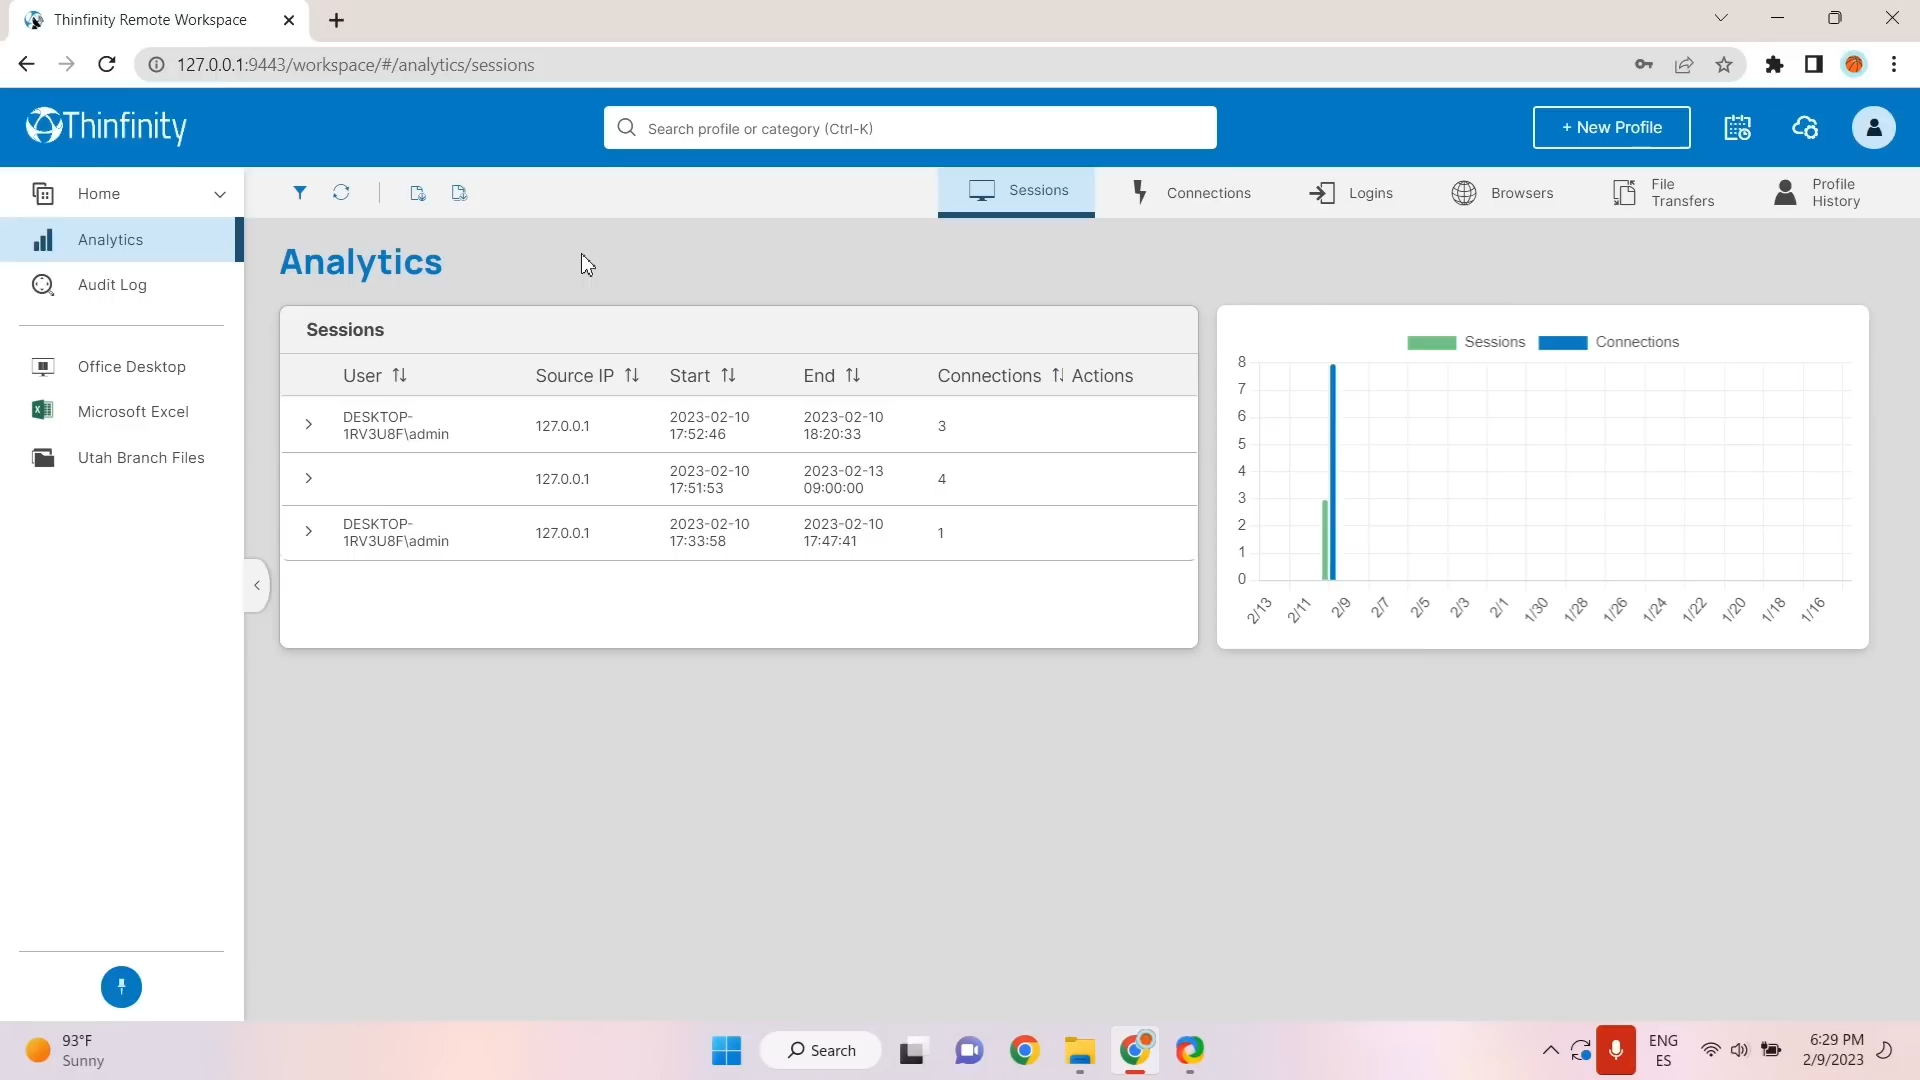 Thinfinity Remote Workspace
127.0.0.1:9443/workspace/#/analytics/sessions
Thinfinity
Search profile or category (Ctrl-K)
+ New Profile
Home
Analytics
Audit Log
Office Desktop
Microsoft Excel
Utah Branch Files
Sessions
Connections
Logins
Browsers
File
Transfers
Profile
History
Analytics
Sessions
User Source IP Start End Connections Actions
DESKTOP-
1RV3U8F\admin
127.0.0.1
2023-02-10
17:52:46
2023-02-10
18:20:33
3
127.0.0.1
2023-02-10
17:51:53
2023-02-13
09:00:00
4
DESKTOP-
1RV3U8F\admin
127.0.0.1
2023-02-10
17:33:58
2023-02-10
17:47:41
1
Sessions Connections
8
7
6
5
4
3
2
1
0
2/13 2/11 2/9 2/7 2/5 2/3 2/1 1/30 1/28 1/26 1/24 1/22 1/20 1/18 1/16
93°F
Sunny
Search
ENG
ES
6:29 PM
2/9/2023